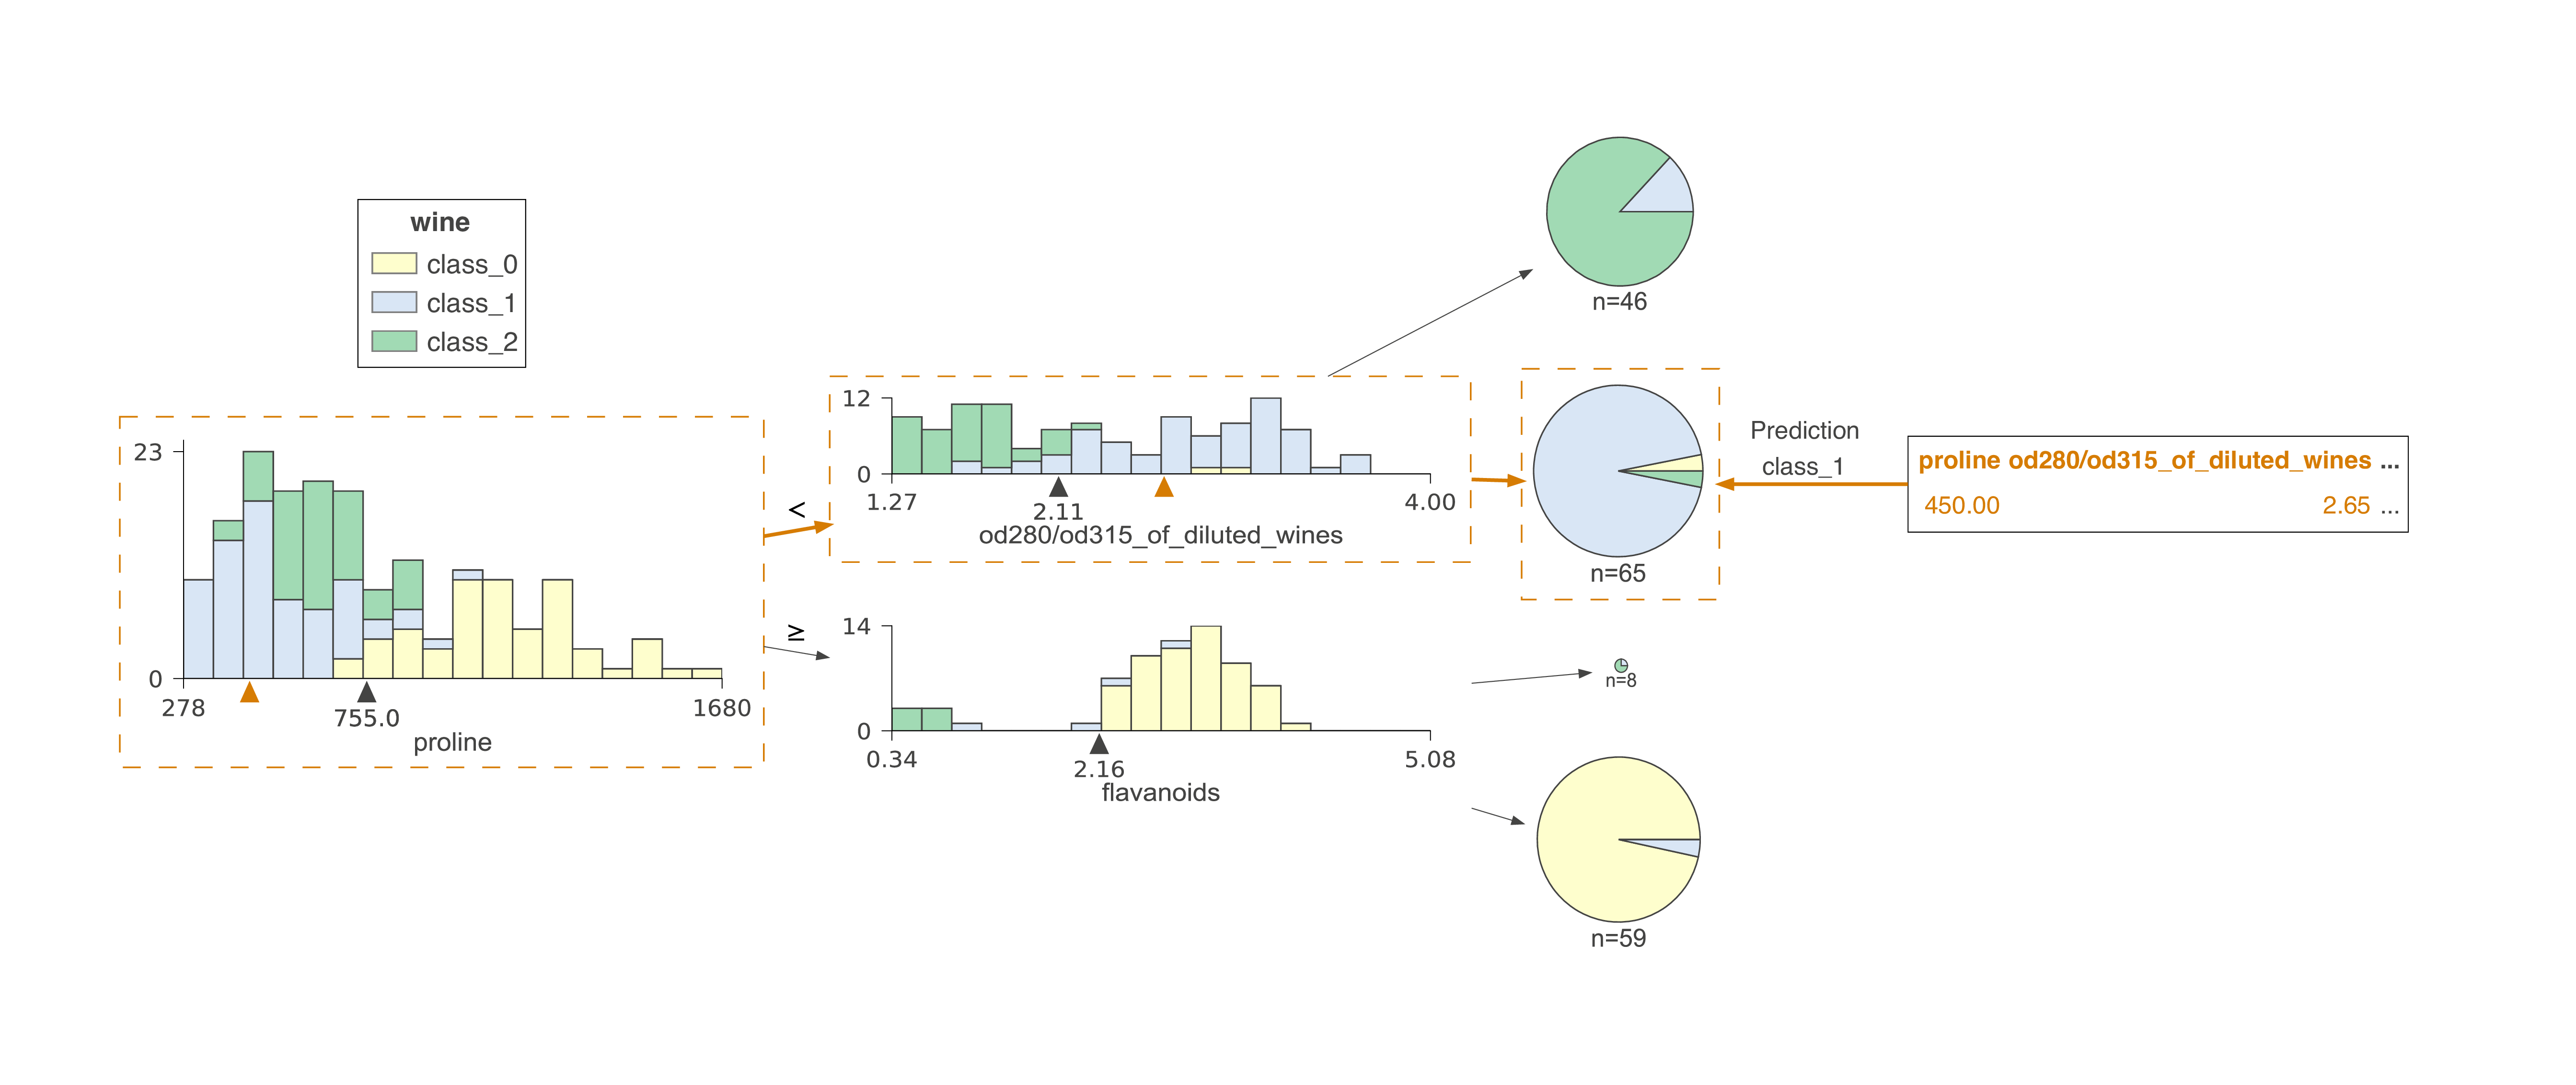 wine
class_0
class_1
class_2
23
0
278
755.0
1680
proline
<
≥
12
0
1.27
2.11
4.00
od280/od315_of_diluted_wines
14
0
0.34
2.16
5.08
flavanoids
n=46
n=65
n=8
n=59
Prediction
class_1
proline od280/od315_of_diluted_wines ...
450.00 2.65 ...